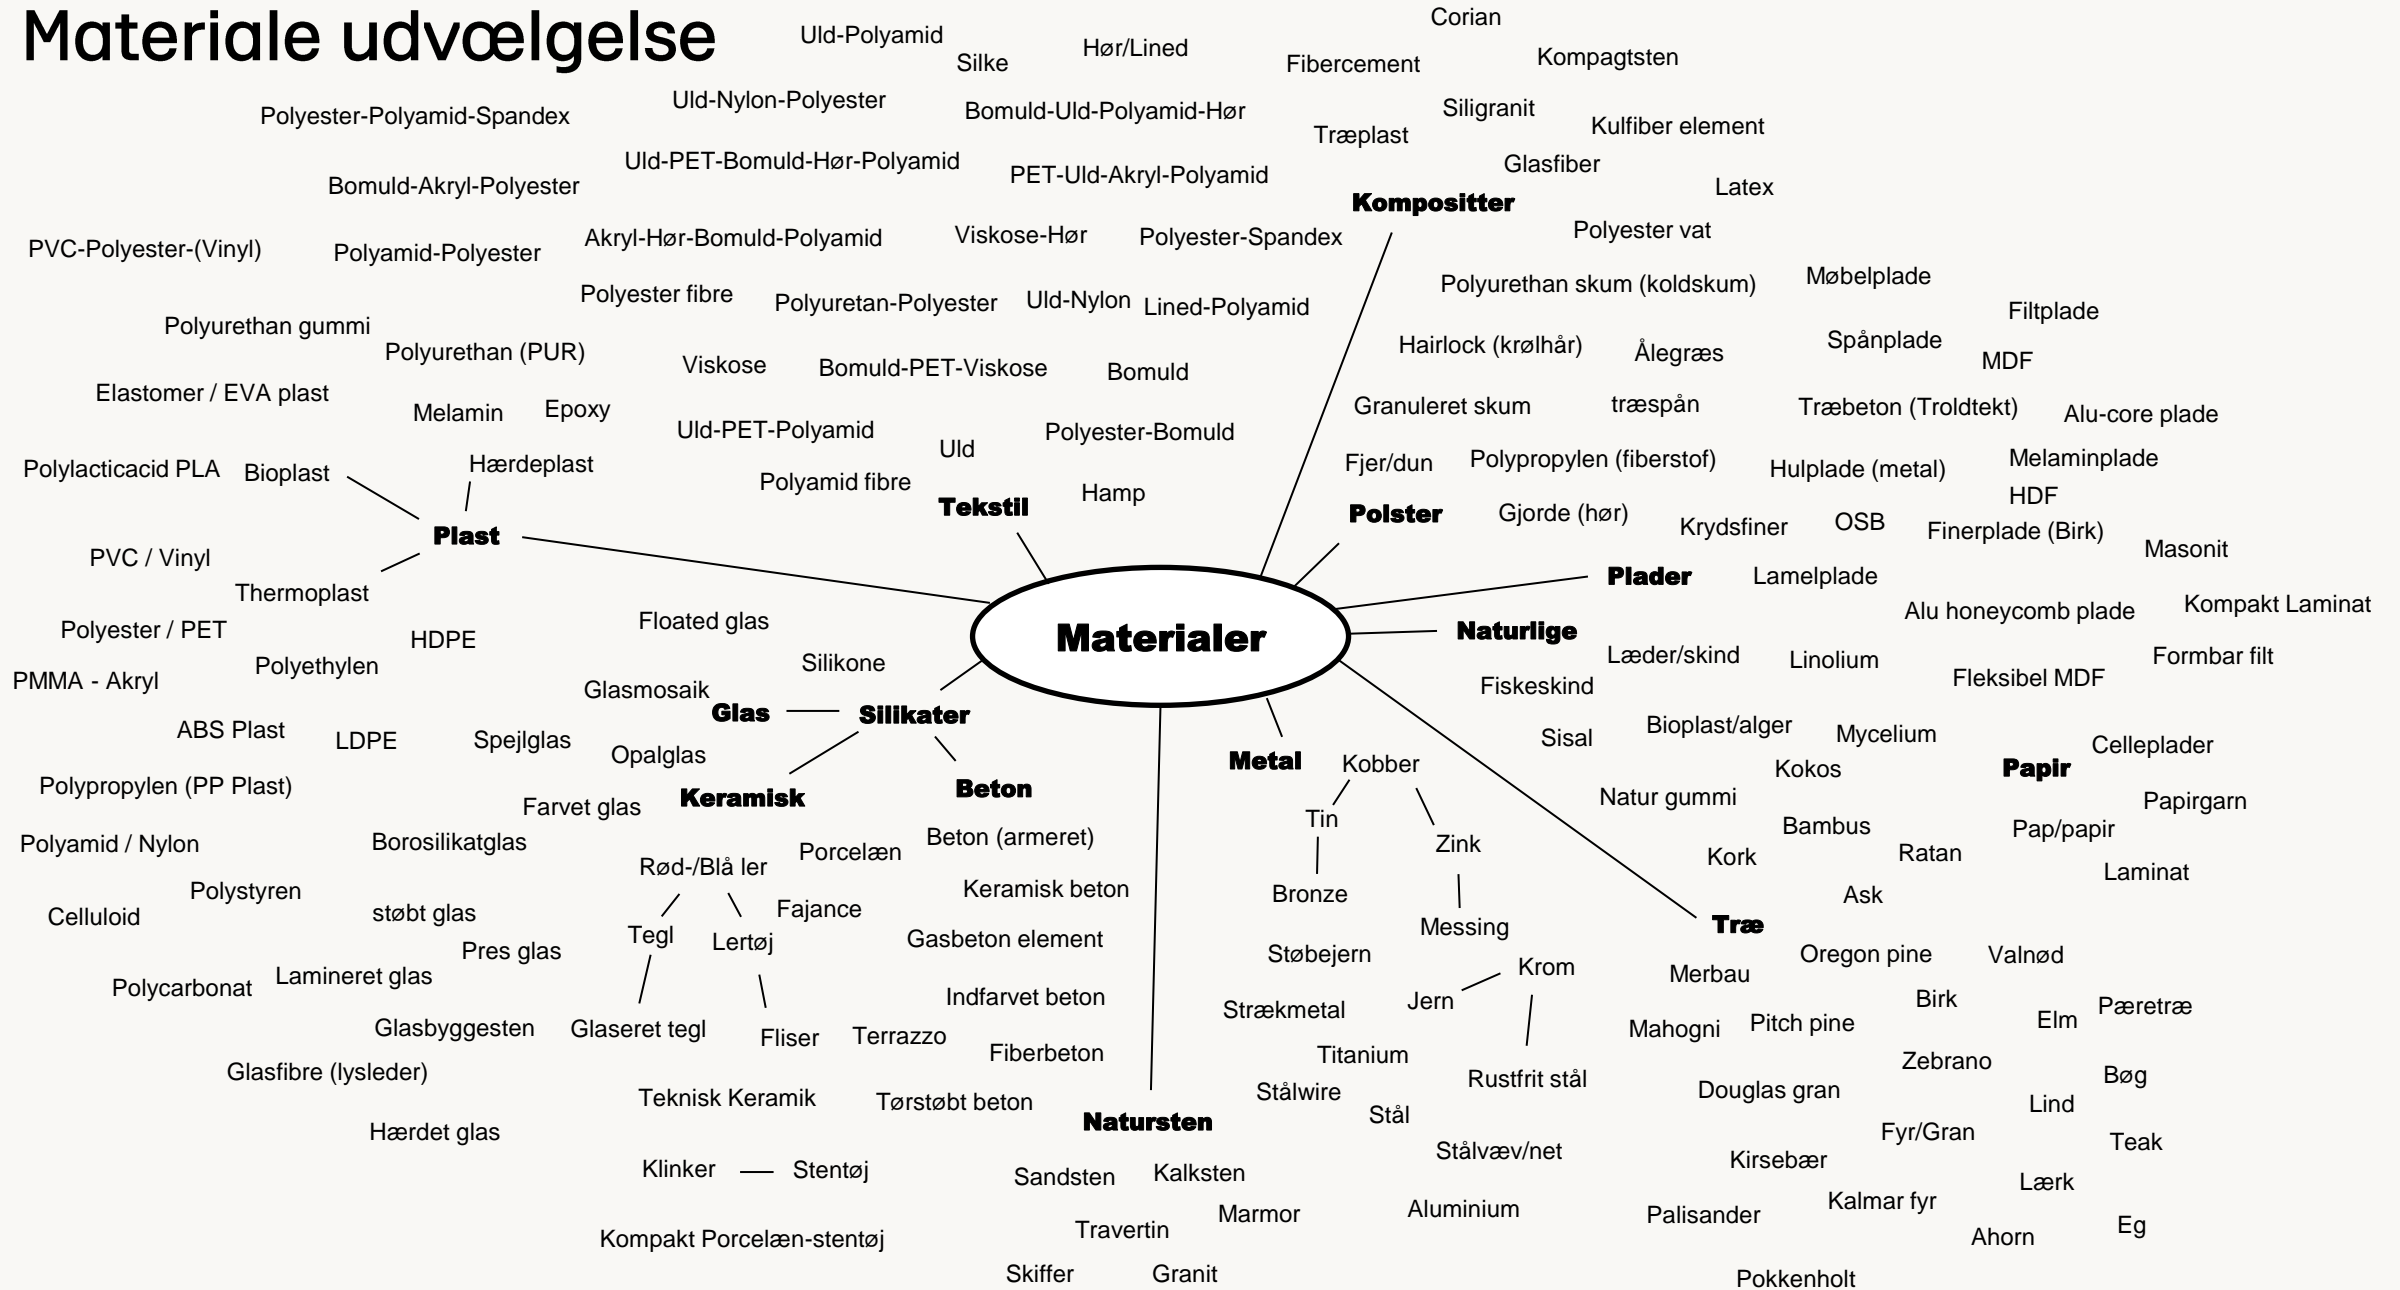 Materiale udvælgelse
Corian
Uld-Polyamid
Silke
Hør/Lined
Fibercement
Kompagtsten
Polyester-Polyamid-Spandex
Uld-Nylon-Polyester
Bomuld-Uld-Polyamid-Hør
Siligranit
Træplast
Kulfiber element
Uld-PET-Bomuld-Hør-Polyamid
PET-Uld-Akryl-Polyamid
Glasfiber
Bomuld-Akryl-Polyester
Latex
Kompositter
PVC-Polyester-(Vinyl)
Polyamid-Polyester
Akryl-Hør-Bomuld-Polyamid
Viskose-Hør
Polyester-Spandex
Polyester vat
Polyester fibre
Polyuretan-Polyester
Uld-Nylon
Lined-Polyamid
Polyurethan skum (koldskum)
Møbelplade
Filtplade
Polyurethan gummi
Polyurethan (PUR)
Viskose
Bomuld-PET-Viskose
Bomuld
Hairlock (krølhår)
Ålegræs
Spånplade
MDF
Elastomer / EVA plast
Melamin
Epoxy
Granuleret skum
træspån
Træbeton (Troldtekt)
Alu-core plade
Uld-PET-Polyamid
Uld
Polyester-Bomuld
Polylacticacid PLA
Bioplast
Hærdeplast
Polyamid fibre
Hamp
Fjer/dun
Polypropylen (fiberstof)
Hulplade (metal)
Melaminplade
HDF
Tekstil
Polster
Gjorde (hør)
Krydsfiner
OSB
Finerplade (Birk)
Masonit
Plast
PVC / Vinyl
Thermoplast
Plader
Lamelplade
Alu honeycomb plade
Kompakt Laminat
Polyester / PET
HDPE
Floated glas
Materialer
Naturlige
Læder/skind
Linolium
Formbar filt
PMMA - Akryl
Polyethylen
Silikone
Glasmosaik
Fiskeskind
Fleksibel MDF
Glas
Silikater
ABS Plast
LDPE
Spejlglas
Opalglas
Sisal
Bioplast/alger
Mycelium
Celleplader
Metal
Kobber
Kokos
Papir
Polypropylen (PP Plast)
Farvet glas
Keramisk
Beton
Tin
Natur gummi
Papirgarn
Polyamid / Nylon
Borosilikatglas
Beton (armeret)
Zink
Bambus
Pap/papir
Rød-/Blå ler
Porcelæn
Kork
Ratan
Laminat
Polystyren
Keramisk beton
Bronze
Ask
Celluloid
støbt glas
Fajance
Messing
Træ
Pres glas
Tegl
Lertøj
Gasbeton element
Støbejern
Krom
Oregon pine
Valnød
Polycarbonat
Lamineret glas
Indfarvet beton
Strækmetal
Jern
Merbau
Birk
Pæretræ
Glasbyggesten
Glaseret tegl
Fliser
Terrazzo
Fiberbeton
Titanium
Mahogni
Pitch pine
Elm
Glasfibre (lysleder)
Stålwire
Rustfrit stål
Zebrano
Bøg
Teknisk Keramik
Tørstøbt beton
Natursten
Stål
Douglas gran
Lind
Hærdet glas
Stålvæv/net
Fyr/Gran
Teak
Klinker
Stentøj
Sandsten
Kalksten
Kirsebær
Lærk
Kompakt Porcelæn-stentøj
Travertin
Marmor
Aluminium
Palisander
Kalmar fyr
Ahorn
Eg
Skiffer
Granit
Pokkenholt